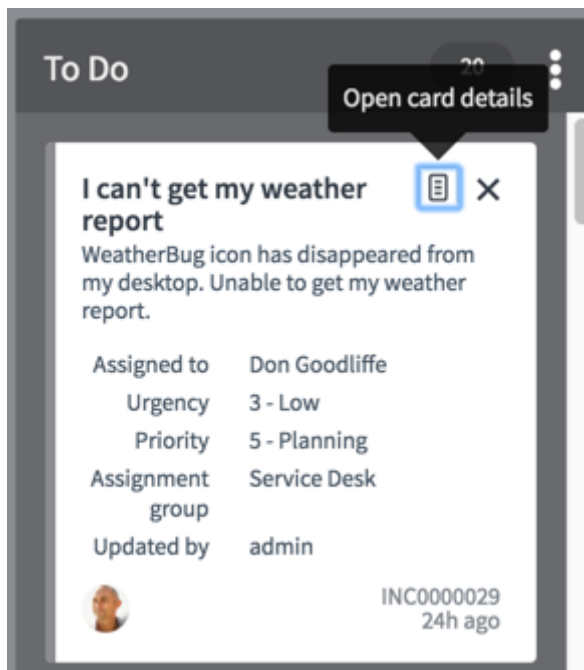 To Do
20
Open card details
I can't get my weather
report
WeatherBug icon has disappeared from
my desktop. Unable to get my weather
report.
Assigned to Don Goodliffe
Urgency 3 - Low
Priority 5 - Planning
Assignment Service Desk
group
Updated by admin
INC0000029
24h ago